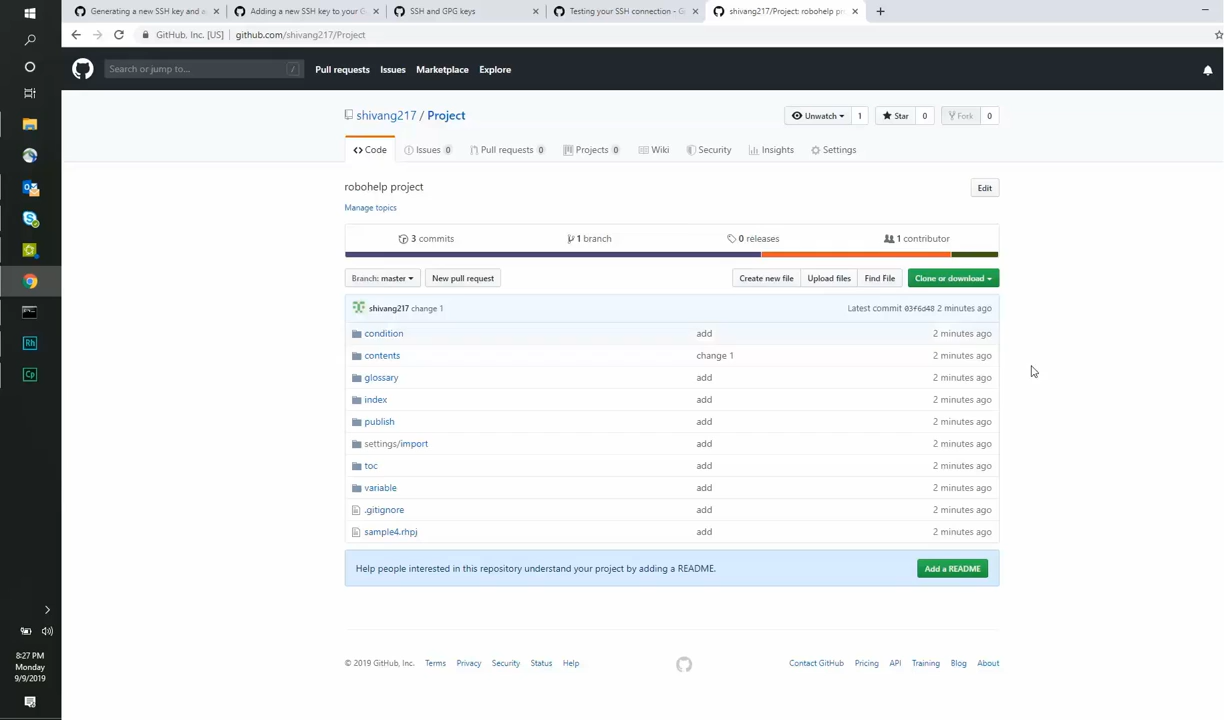 Generating a new SSH key and a
Adding a new SSH key to your G
SSH and GPG keys
Testing your SSH connection - G
shivang217/Project: robohelp pr
GitHub, Inc. [US] | github.com/shivang217/Project
Search or jump to... /
Pull requests Issues Marketplace Explore
shivang217 / Project
Unwatch 1 Star 0 Fork 0
Code Issues 0 Pull requests 0 Projects 0 Wiki Security Insights Settings
robohelp project
Edit
Manage topics
3 commits 1 branch 0 releases 1 contributor
Branch: master New pull request Create new file Upload files Find File Clone or download
shivang217 change 1 Latest commit 03f6d48 2 minutes ago
condition add 2 minutes ago
contents change 1 2 minutes ago
glossary add 2 minutes ago
index add 2 minutes ago
publish add 2 minutes ago
settings/import add 2 minutes ago
toc add 2 minutes ago
variable add 2 minutes ago
.gitignore add 2 minutes ago
sample4.rhpj add 2 minutes ago
Help people interested in this repository understand your project by adding a README. Add a README
© 2019 GitHub, Inc. Terms Privacy Security Status Help Contact GitHub Pricing API Training Blog About
Rh
Cp
8:27 PM
Monday
9/9/2019